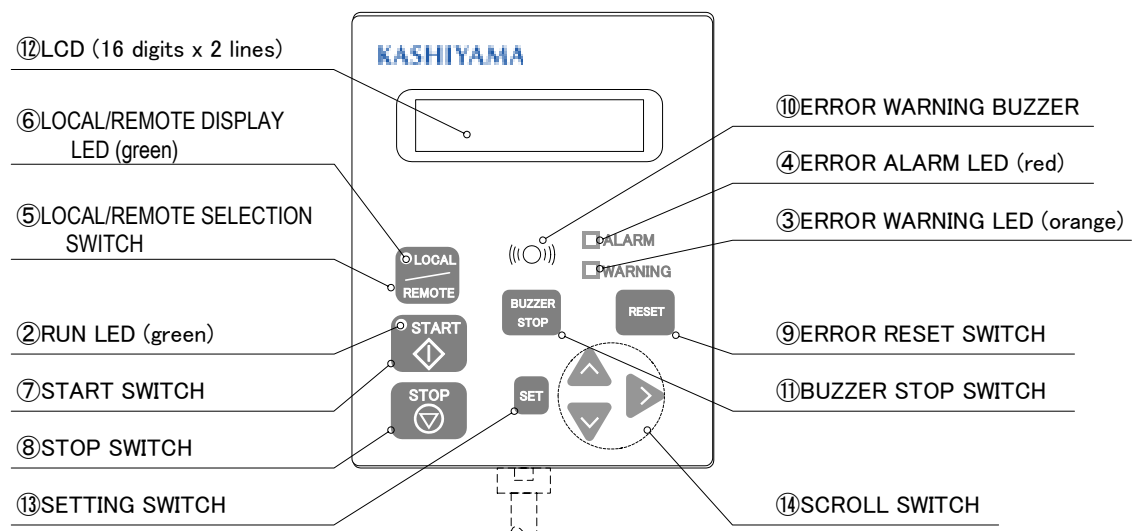 ⑫LCD (16 digits x 2 lines)
⑥LOCAL/REMOTE DISPLAY
LED (green)
⑤LOCAL/REMOTE SELECTION
SWITCH
②RUN LED (green)
⑦START SWITCH
⑧STOP SWITCH
⑬SETTING SWITCH
KASHIYAMA
ALARM
WARNING
LOCAL
REMOTE
BUZZER
STOP
RESET
START
STOP
SET
⑩ERROR WARNING BUZZER
④ERROR ALARM LED (red)
③ERROR WARNING LED (orange)
⑨ERROR RESET SWITCH
⑪BUZZER STOP SWITCH
⑭SCROLL SWITCH